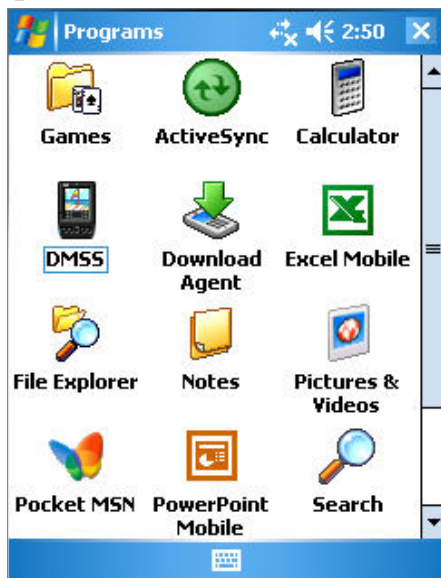 Programs 2:50
Games ActiveSync Calculator
DMSS Download Agent Excel Mobile
File Explorer Notes Pictures & Videos
Pocket MSN PowerPoint Mobile Search